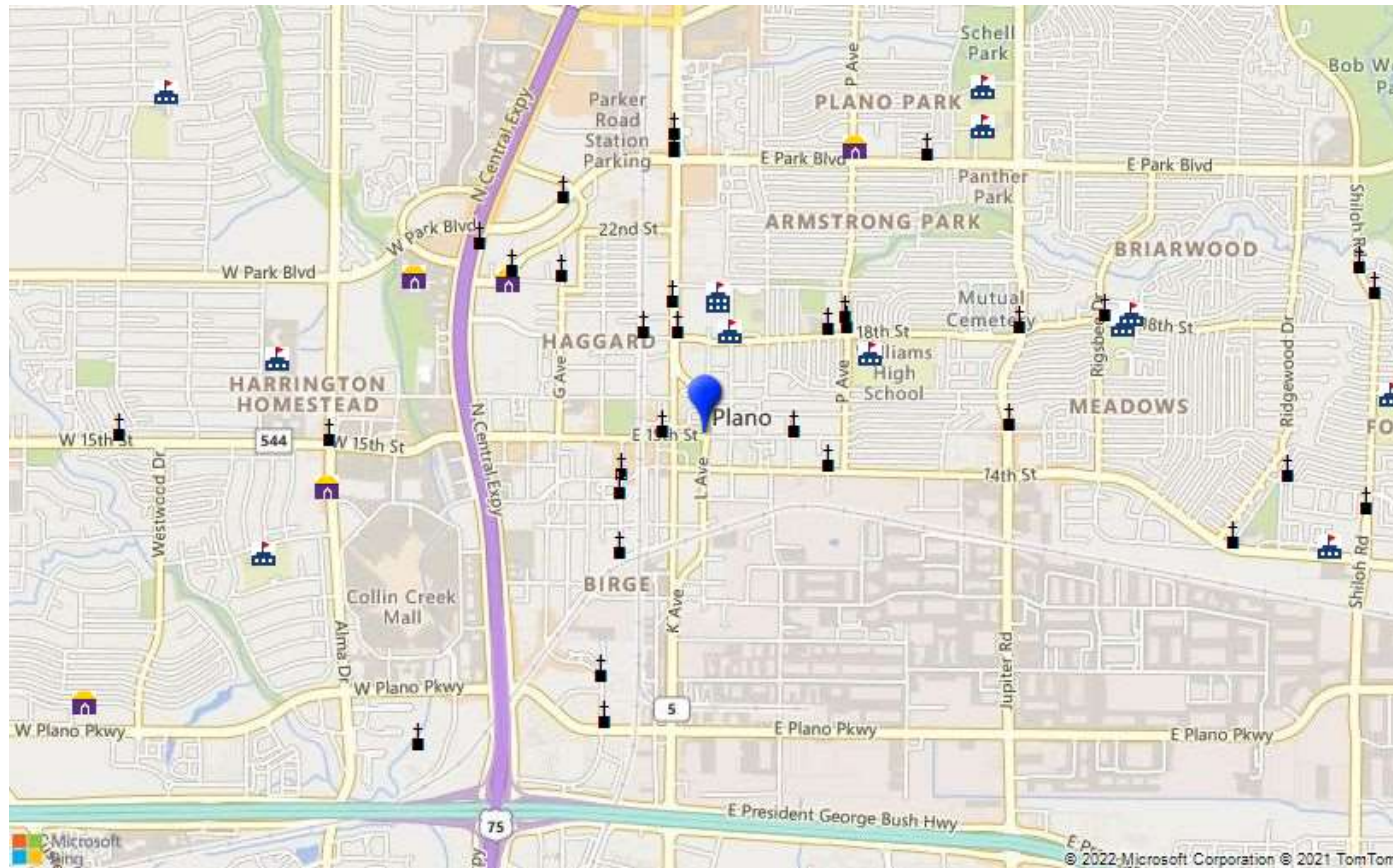 Schell
Park
Bob W
Pa
P Ave
PLANO PARK
N Central Expy
Parker
Road
Station
Parking
E Park Blvd
E Park Blvd
Panther
Park
Shiloh Rd
W Park Blvd
22nd St
ARMSTRONG PARK
BRIARWOOD
W Park Blvd
Mutual
Cemetery
18th St
18th St
HAGGARD
Rigsbee Dr
Ridgewood Dr
G Ave
P Ave
lliams
High
School
HARRINGTON
HOMESTEAD
MEADOWS
Plano
FO
W 15th St
544
W 15th St
E 15th St
N Central Expy
L Ave
14th St
Westwood Dr
BIRGE
Collin Creek
Mall
K Ave
Shiloh Rd
Alma Dr
Jupiter Rd
W Plano Pkwy
5
W Plano Pkwy
E Plano Pkwy
E Plano Pkwy
E President George Bush Hwy
75
Microsoft
Bing
© 2022 Microsoft Corporation © 2021 TomTom